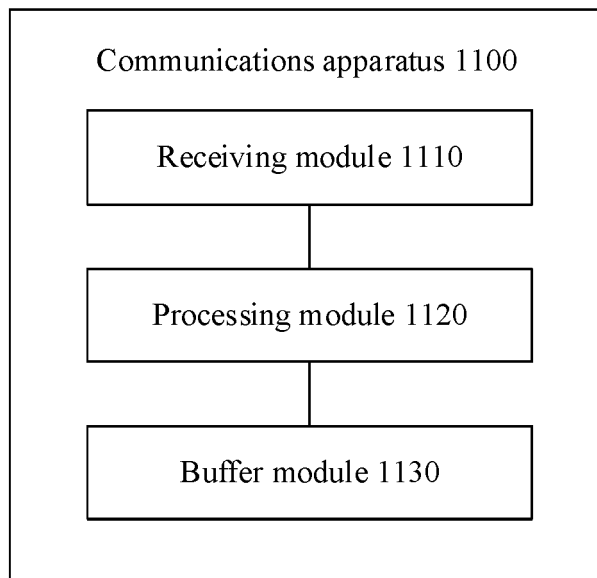 Communications apparatus 1100
Receiving module 1110
Processing module 1120
Buffer module 1130